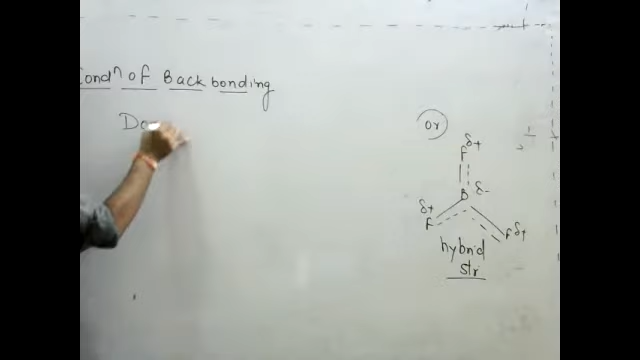 Condⁿ of Back bonding
Do
or
F δ+
B δ-
δ+
F
F δ+
hybrid
str